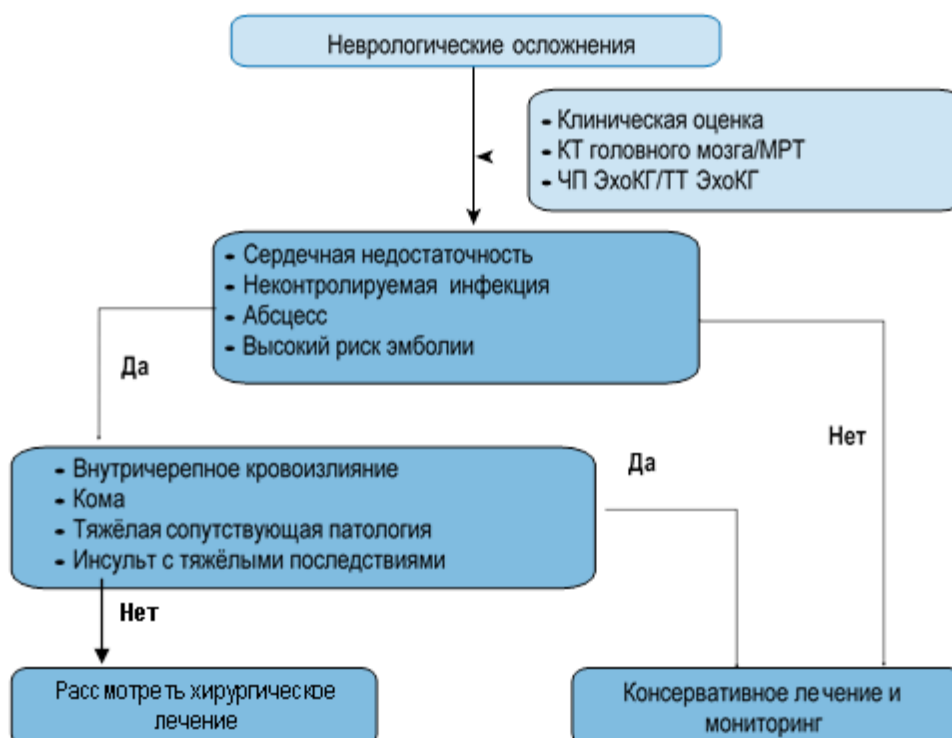 Неврологические осложнения
- Клиническая оценка
- КТ головного мозга/МРТ
- ЧП ЭхоКГ/ТТ ЭхоКГ
- Сердечная недостаточность
- Неконтролируемая инфекция
- Абсцесс
- Высокий риск эмболии
Да
Нет
- Внутричерепное кровоизлияние
- Кома
- Тяжёлая сопутствующая патология
- Инсульт с тяжёлыми последствиями
Да
Нет
Рассмотреть хирургическое
лечение
Консервативное лечение и
мониторинг